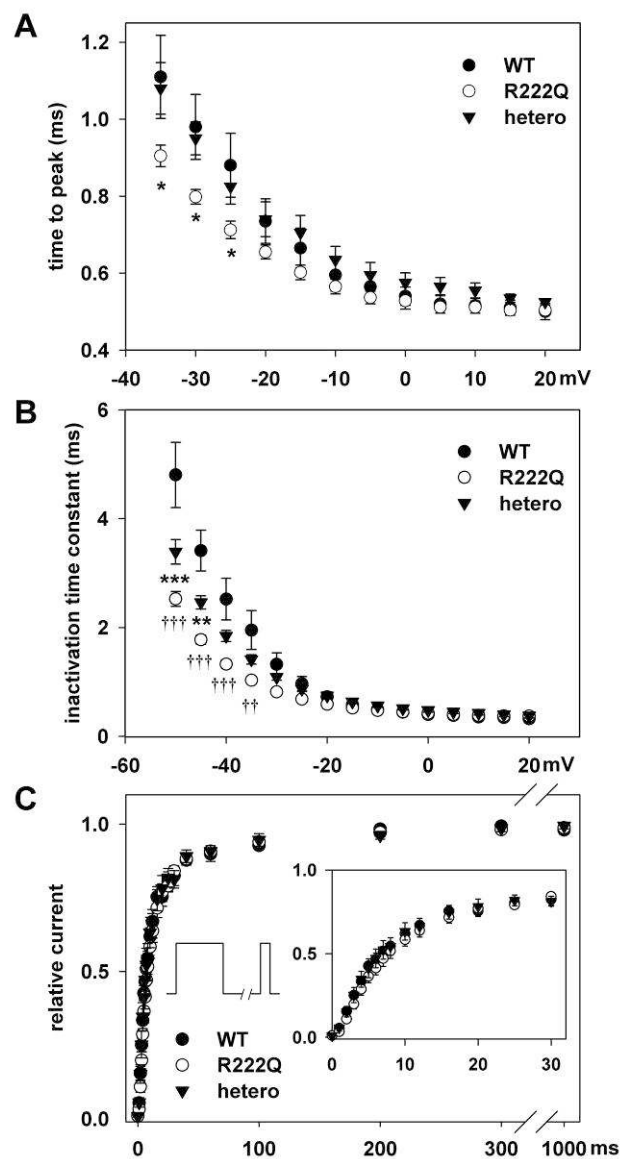 A
time to peak (ms)
1.2
1.0
0.8
0.6
0.4
WT
R222Q
hetero
*
*
*
-40 -30 -20 -10 0 10 20 mV
B
inactivation time constant (ms)
6
4
2
0
WT
R222Q
hetero
***
**
†††
†††
†††
††
-60 -40 -20 0 20 mV
C
relative current
1.0
0.5
0.0
WT
R222Q
hetero
1.0
0.5
0.0
0 10 20 30
0 100 200 300 1000 ms